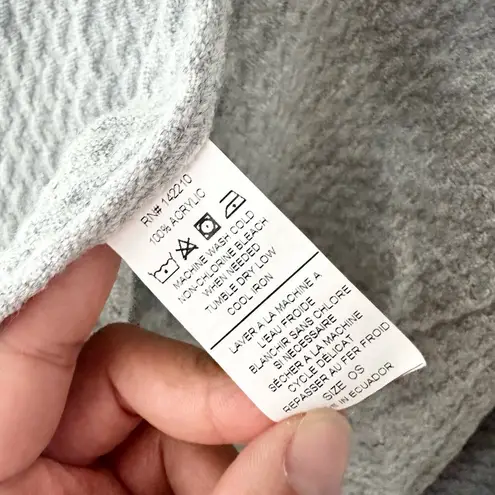 RN# 142210
100% ACRYLIC
MACHINE WASH COLD
NON-CHLORINE BLEACH
WHEN NEEDED
TUMBLE DRY LOW
COOL IRON
LAVER A LA MACHINE A
L'EAU FROIDE
BLANCHIR SANS CHLORE
SI NECESSAIRE
SÉCHER A LA MACHINE
CYCLE DÉLICAT
REPASSER AU FER FROID
SIZE OS
IN ECUADOR